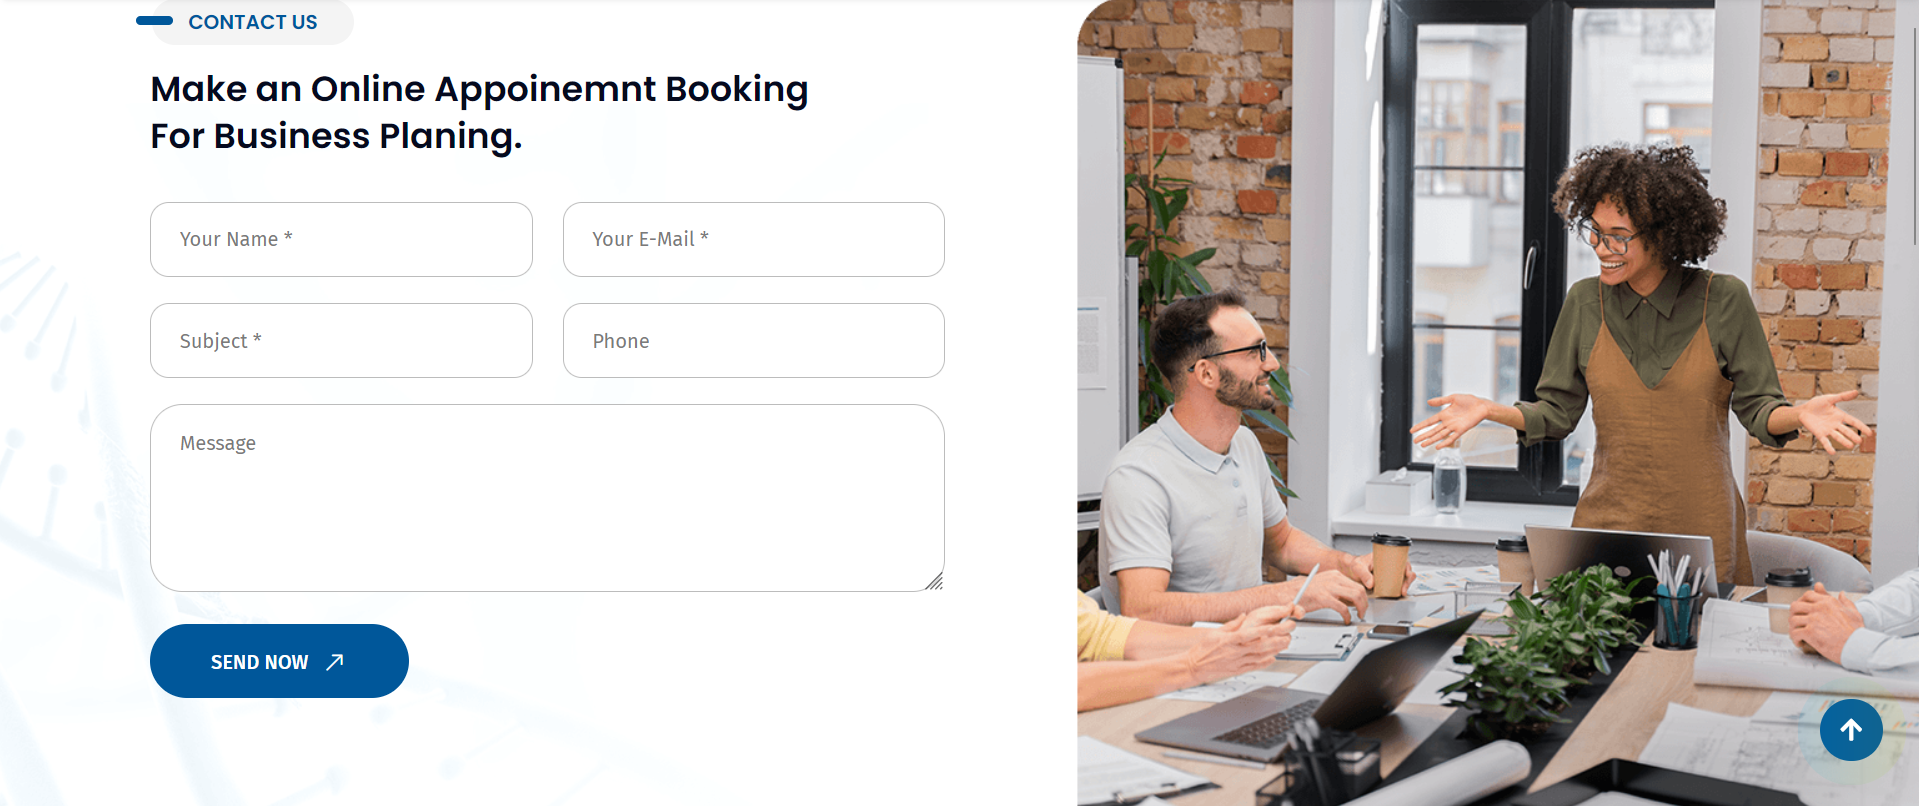 CONTACT US
Make an Online Appoinemnt Booking
For Business Planing.
Your Name *
Your E-Mail *
Subject *
Phone
Message
SEND NOW